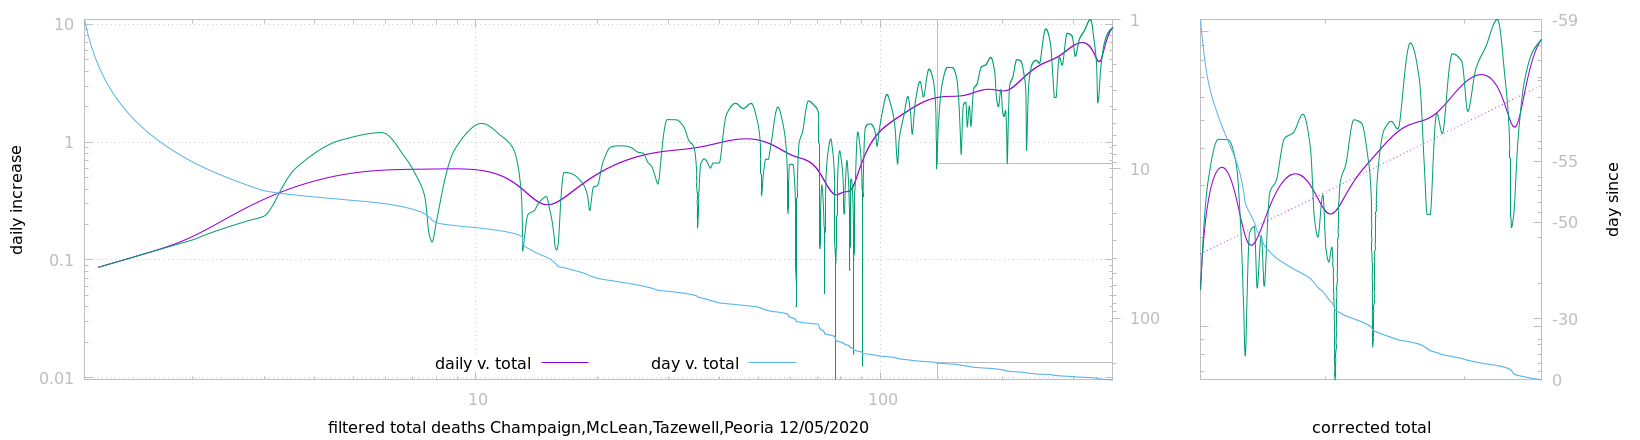 daily increase
10
1
0.1
0.01
daily v. total
day v. total
10
100
1
10
100
filtered total deaths Champaign,McLean,Tazewell,Peoria 12/05/2020
-59
-55
-50
-30
0
day since
corrected total